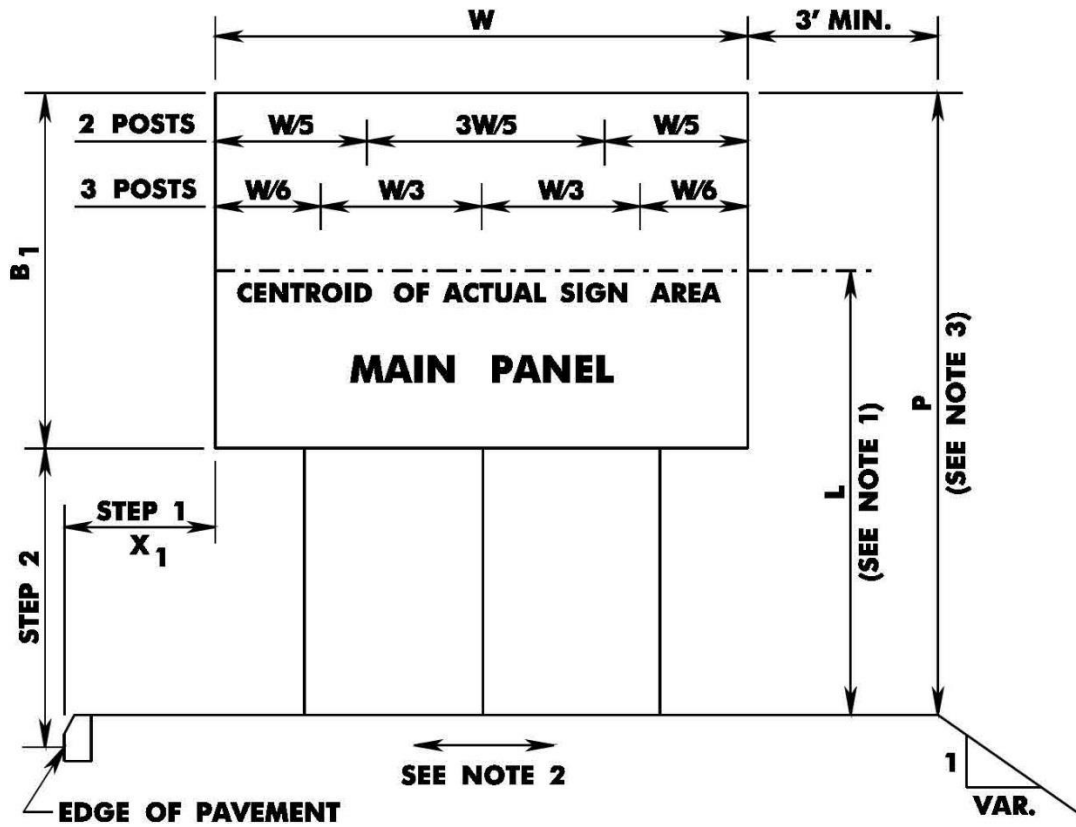 W
3' MIN.
2 POSTS
W/5
3W/5
W/5
3 POSTS
W/6
W/3
W/3
W/6
B1
CENTROID OF ACTUAL SIGN AREA
MAIN PANEL
L
(SEE NOTE 1)
P
(SEE NOTE 3)
STEP 1
X1
STEP 2
SEE NOTE 2
EDGE OF PAVEMENT
1
VAR.